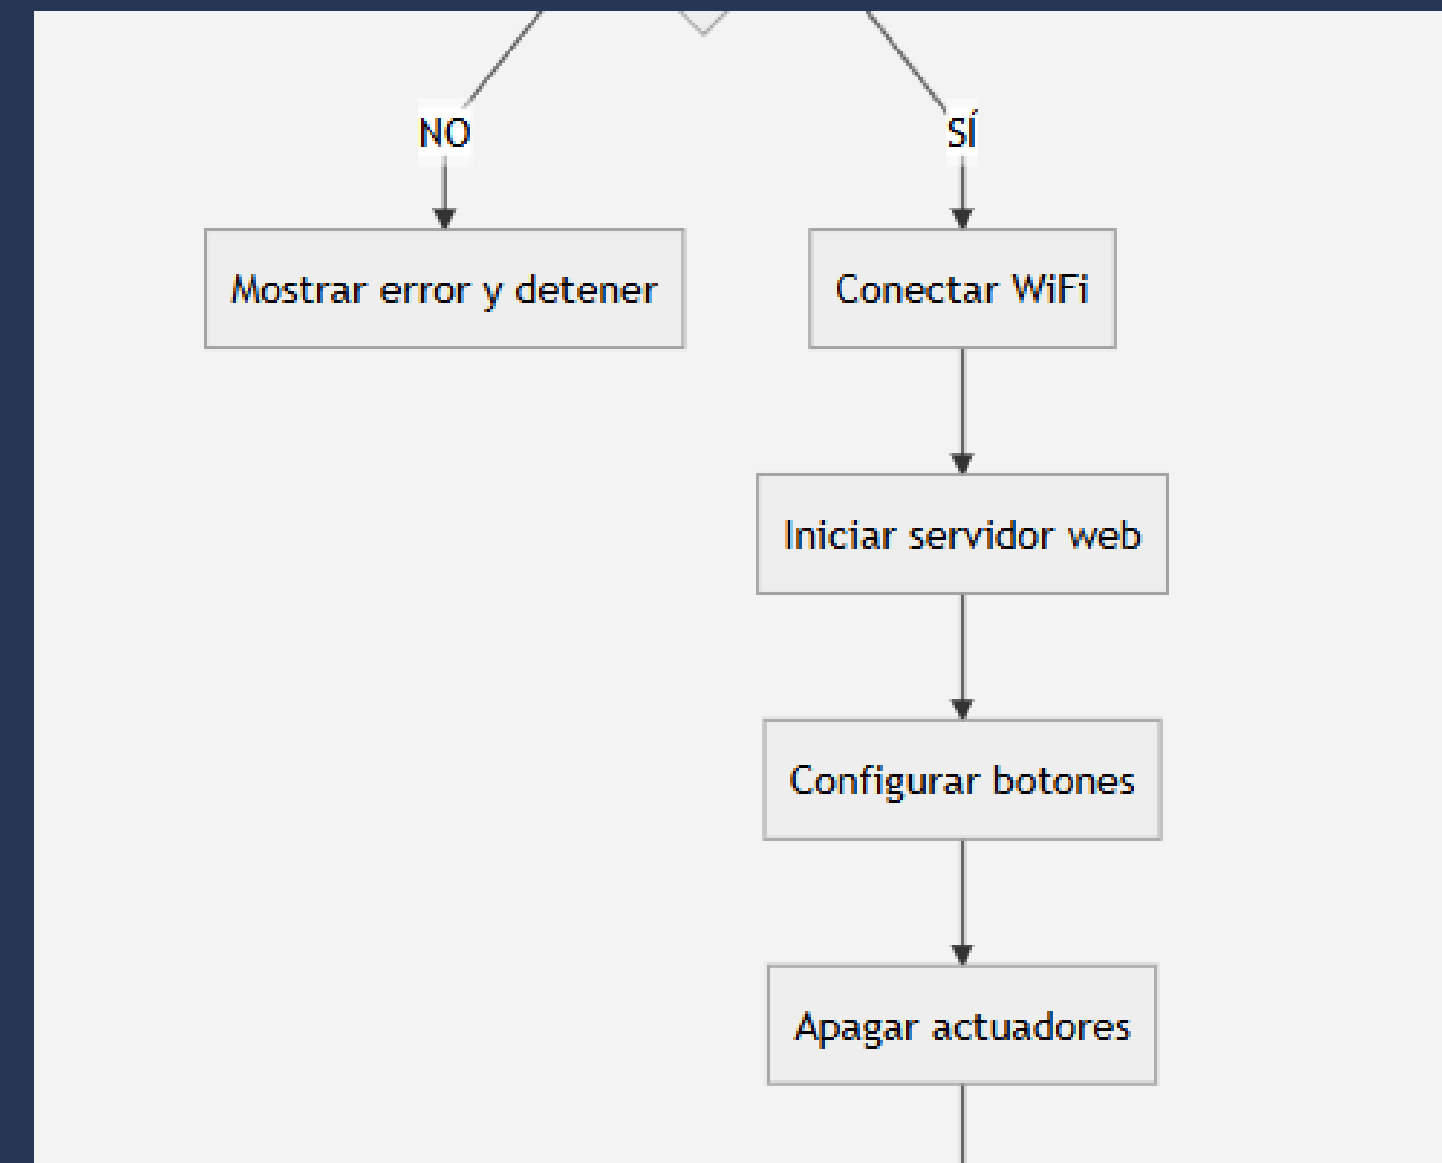 NO
SÍ
Mostrar error y detener
Conectar WiFi
Iniciar servidor web
Configurar botones
Apagar actuadores